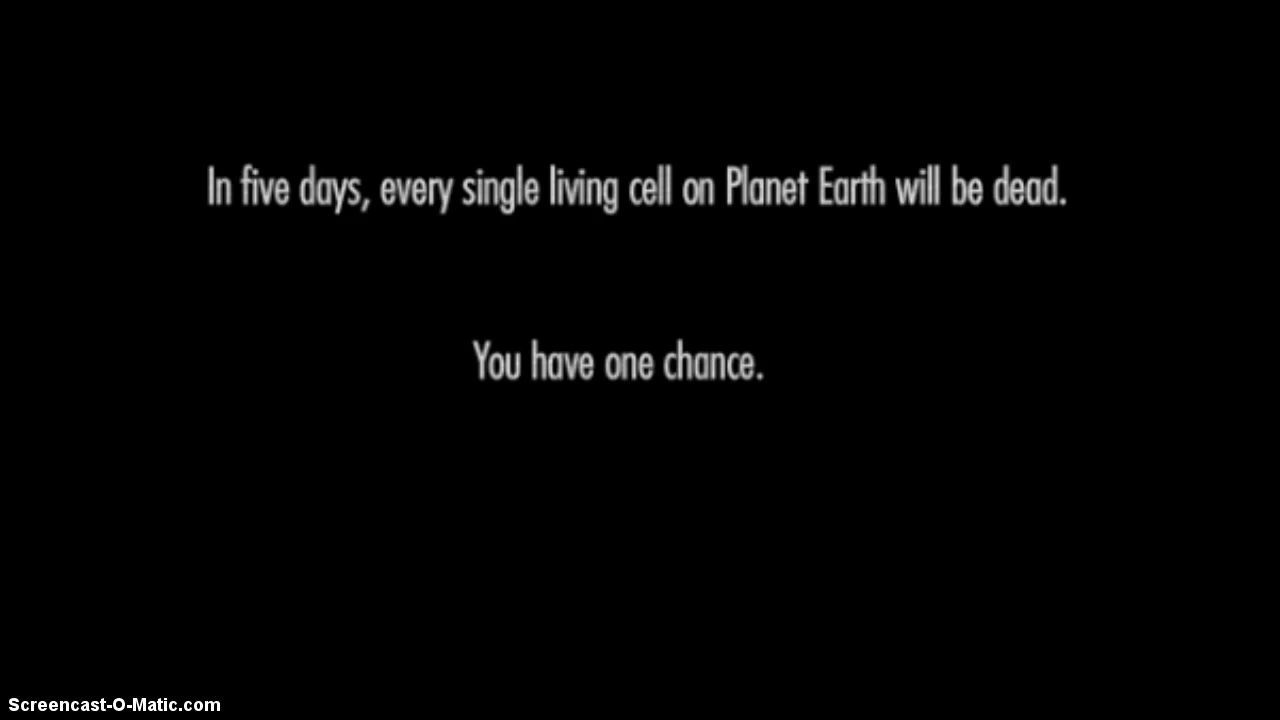 In five days, every single living cell on Planet Earth will be dead.
You have one chance.
Screencast-O-Matic.com